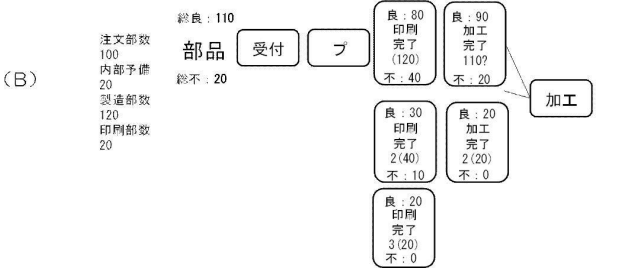 (B)
注文部数
100
内部予備
20
製造部数
120
印刷部数
20
総良：110
部品
総不：20
受付
プ
良：80
印刷
完了
(120)
不：40
良：90
加工
完了
110?
不：20
加工
良：30
印刷
完了
2(40)
不：10
良：20
加工
完了
2(20)
不：0
良：20
印刷
完了
3(20)
不：0